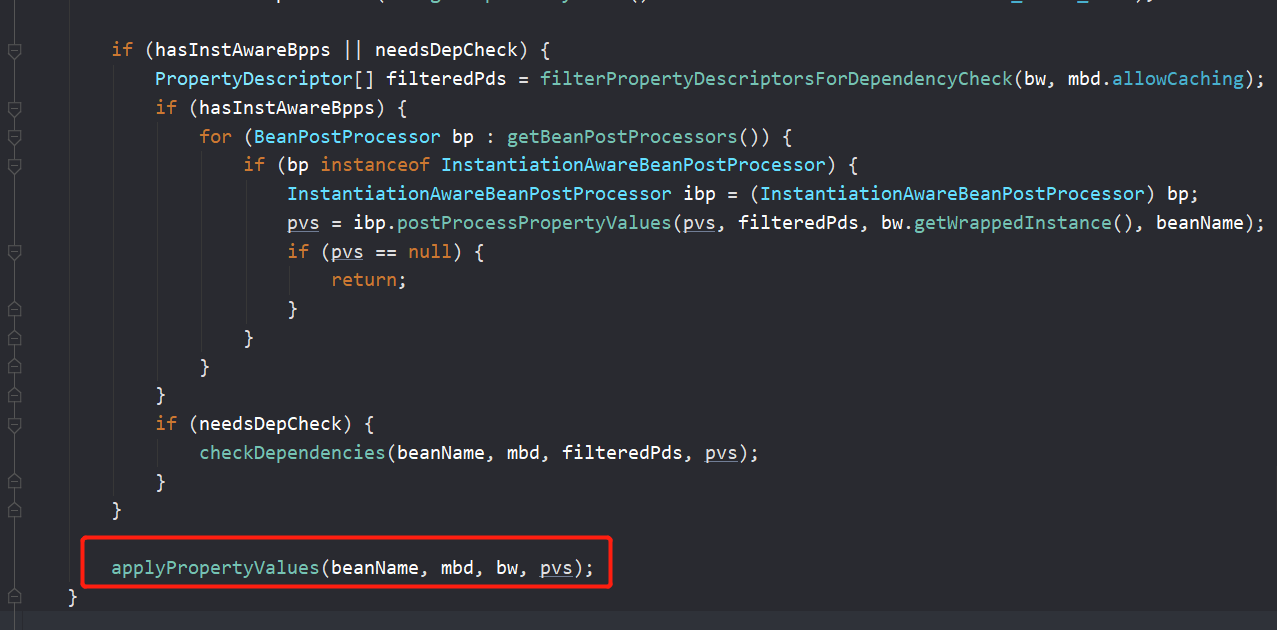 if (hasInstAwareBpps || needsDepCheck) {
PropertyDescriptor[] filteredPds = filterPropertyDescriptorsForDependencyCheck(bw, mbd.allowCaching);
if (hasInstAwareBpps) {
for (BeanPostProcessor bp : getBeanPostProcessors()) {
if (bp instanceof InstantiationAwareBeanPostProcessor) {
InstantiationAwareBeanPostProcessor ibp = (InstantiationAwareBeanPostProcessor) bp;
pvs = ibp.postProcessPropertyValues(pvs, filteredPds, bw.getWrappedInstance(), beanName);
if (pvs == null) {
return;
}
}
}
}
if (needsDepCheck) {
checkDependencies(beanName, mbd, filteredPds, pvs);
}
}
applyPropertyValues(beanName, mbd, bw, pvs);
}